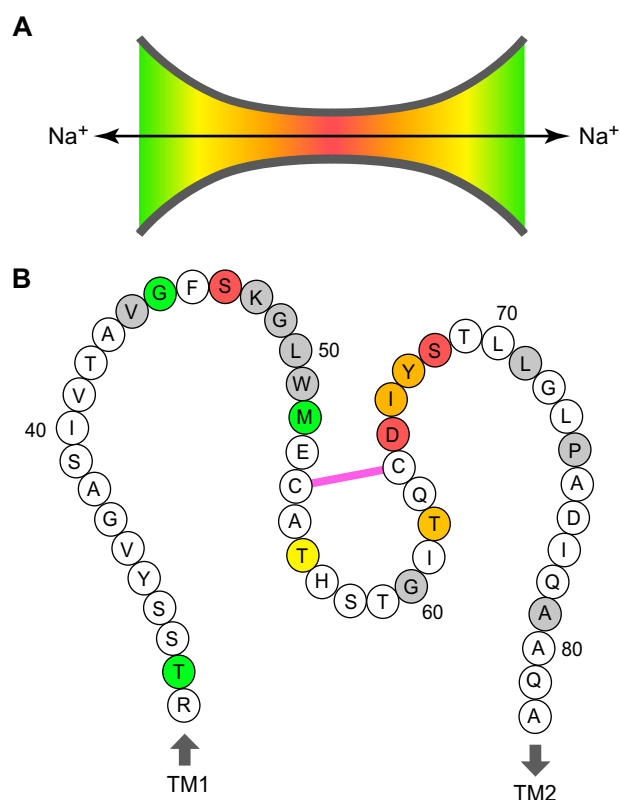 A
Na+ Na+
B
R T S S Y V G A S I V T A V G F S K G L W M E C A T H S T G I T Q C D I Y S T L L G L P A D I Q A A Q A
40
50
60
70
80
TM1
TM2